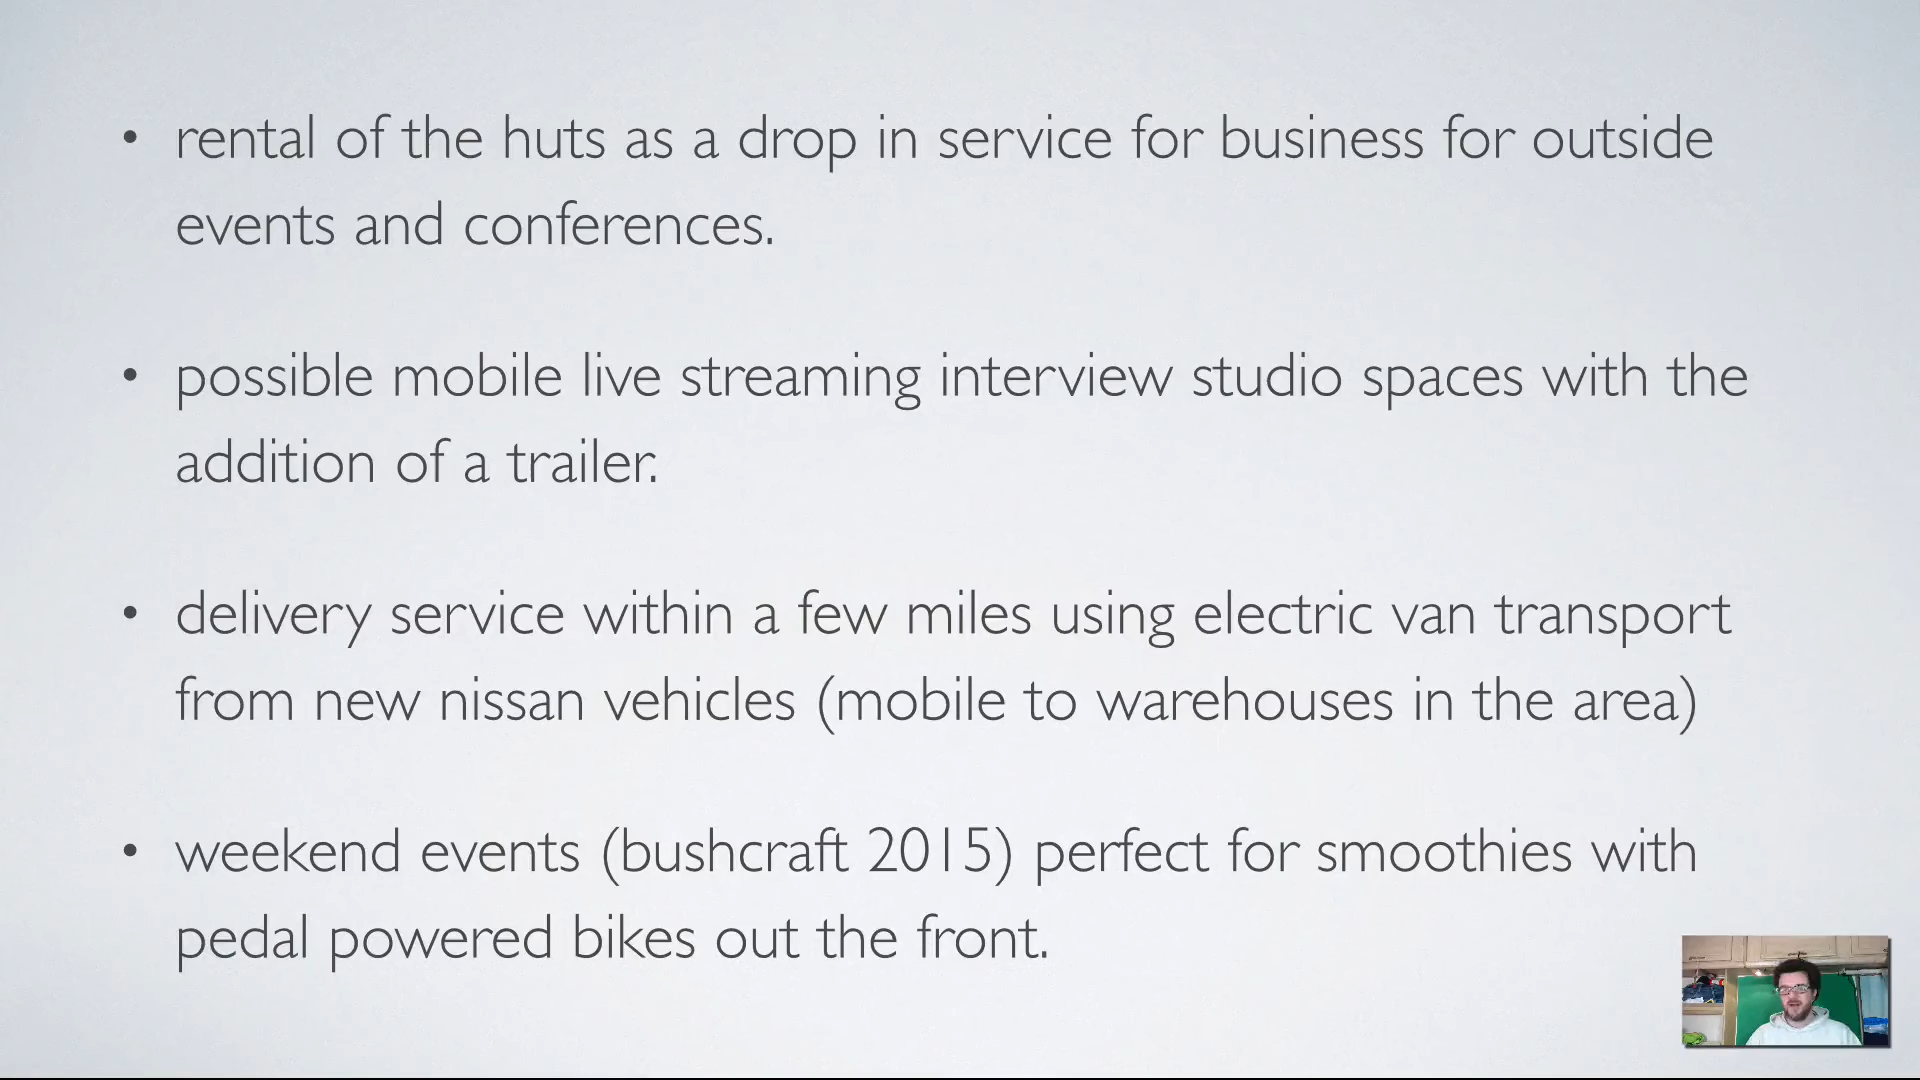 • rental of the huts as a drop in service for business for outside
events and conferences.
• possible mobile live streaming interview studio spaces with the
addition of a trailer.
• delivery service within a few miles using electric van transport
from new nissan vehicles (mobile to warehouses in the area)
• weekend events (bushcraft 2015) perfect for smoothies with
pedal powered bikes out the front.